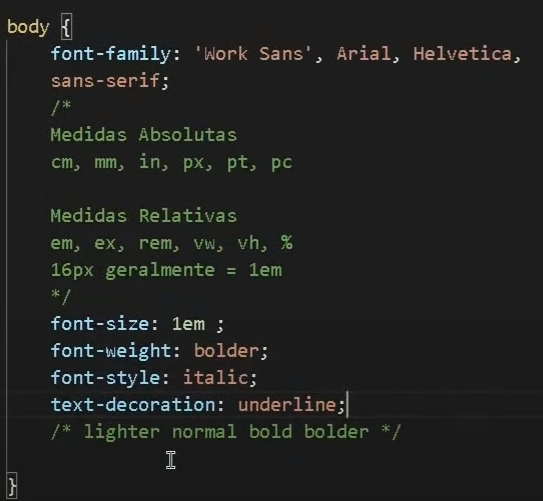 body {
font-family: 'Work Sans', Arial, Helvetica,
sans-serif;
/*
Medidas Absolutas
cm, mm, in, px, pt, pc
Medidas Relativas
em, ex, rem, vw, vh, %
16px geralmente = 1em
*/
font-size: 1em ;
font-weight: bolder;
font-style: italic;
text-decoration: underline;
/* lighter normal bold bolder */
}